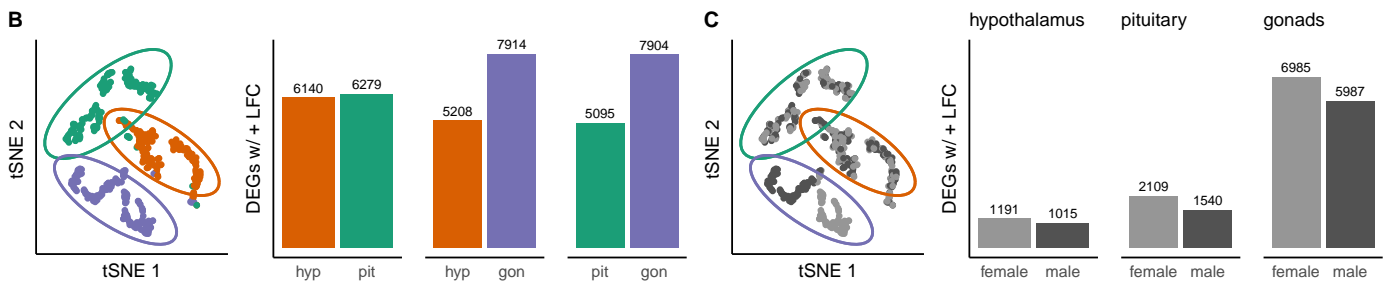 B
tSNE 2
tSNE 1
DEGs w/ + LFC
6140
6279
hyp
pit
5208
7914
hyp
gon
5095
7904
pit
gon
C
tSNE 2
tSNE 1
DEGs w/ + LFC
hypothalamus
1191
1015
female
male
pituitary
2109
1540
female
male
gonads
6985
5987
female
male